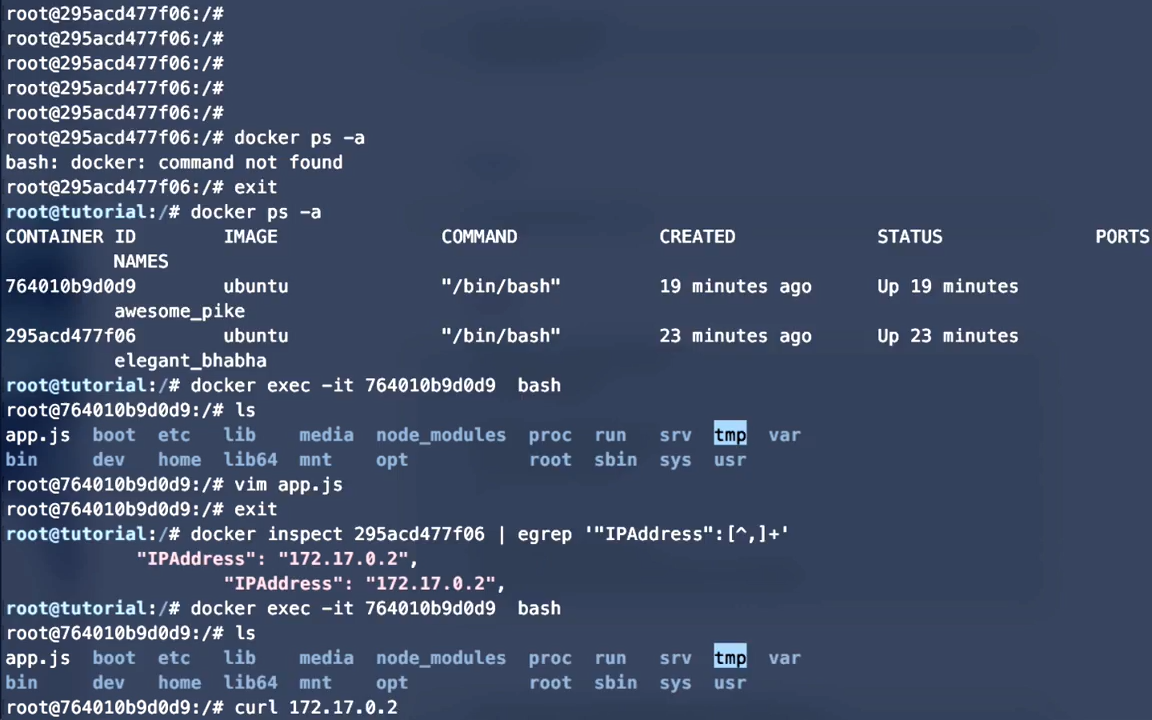 root@295acd477f06:/#
root@295acd477f06:/#
root@295acd477f06:/#
root@295acd477f06:/#
root@295acd477f06:/#
root@295acd477f06:/# docker ps -a
bash: docker: command not found
root@295acd477f06:/# exit
root@tutorial:/# docker ps -a
CONTAINER ID        IMAGE               COMMAND             CREATED             STATUS              PORTS
          NAMES
764010b9d0d9        ubuntu              "/bin/bash"         19 minutes ago      Up 19 minutes
          awesome_pike
295acd477f06        ubuntu              "/bin/bash"         23 minutes ago      Up 23 minutes
          elegant_bhabha
root@tutorial:/# docker exec -it 764010b9d0d9  bash
root@764010b9d0d9:/# ls
app.js  boot  etc   lib    media  node_modules  proc  run   srv  tmp  var
bin     dev   home  lib64  mnt    opt           root  sbin  sys  usr
root@764010b9d0d9:/# vim app.js
root@764010b9d0d9:/# exit
root@tutorial:/# docker inspect 295acd477f06 | egrep '"IPAddress":[^,]+'
            "IPAddress": "172.17.0.2",
                    "IPAddress": "172.17.0.2",
root@tutorial:/# docker exec -it 764010b9d0d9  bash
root@764010b9d0d9:/# ls
app.js  boot  etc   lib    media  node_modules  proc  run   srv  tmp  var
bin     dev   home  lib64  mnt    opt           root  sbin  sys  usr
root@764010b9d0d9:/# curl 172.17.0.2